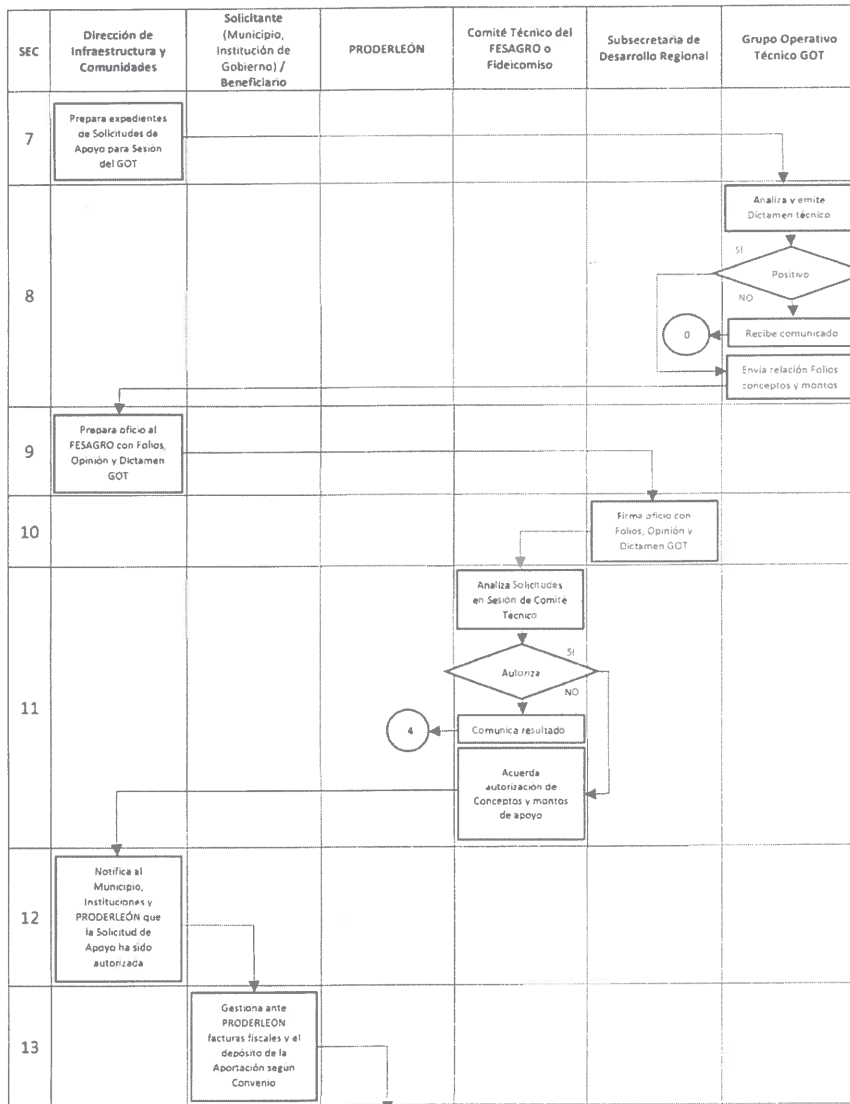 SEC
Dirección de
Infraestructura y
Comunidades
Solicitante
(Municipio,
Institución de
Gobierno) /
Beneficiario
PRODERLEÓN
Comité Técnico del
FESAGRO o
Fideicomiso
Subsecretaria de
Desarrollo Regional
Grupo Operativo
Técnico GOT
7
Prepara expedientes
de Solicitudes de
Apoyo para Sesión
del GOT
8
Analiza y emite
Dictamen técnico
SI
Positivo
NO
Recibe comunicado
0
Envía relación Folios
conceptos y montos
9
Prepara oficio al
FESAGRO con Folios,
Opinión y Dictamen
GOT
10
Firma oficio con
Folios, Opinión y
Dictamen GOT
11
Analiza Solicitudes
en Sesión de Comité
Técnico
SI
Autoriza
NO
Comunica resultado
4
Acuerda
autorización de
Conceptos y montos
de apoyo
12
Notifica al
Municipio,
Instituciones y
PRODERLEÓN que
la Solicitud de
Apoyo ha sido
autorizada
13
Gestiona ante
PRODERLEÓN
facturas fiscales y el
depósito de la
Aportación segun
Convenio